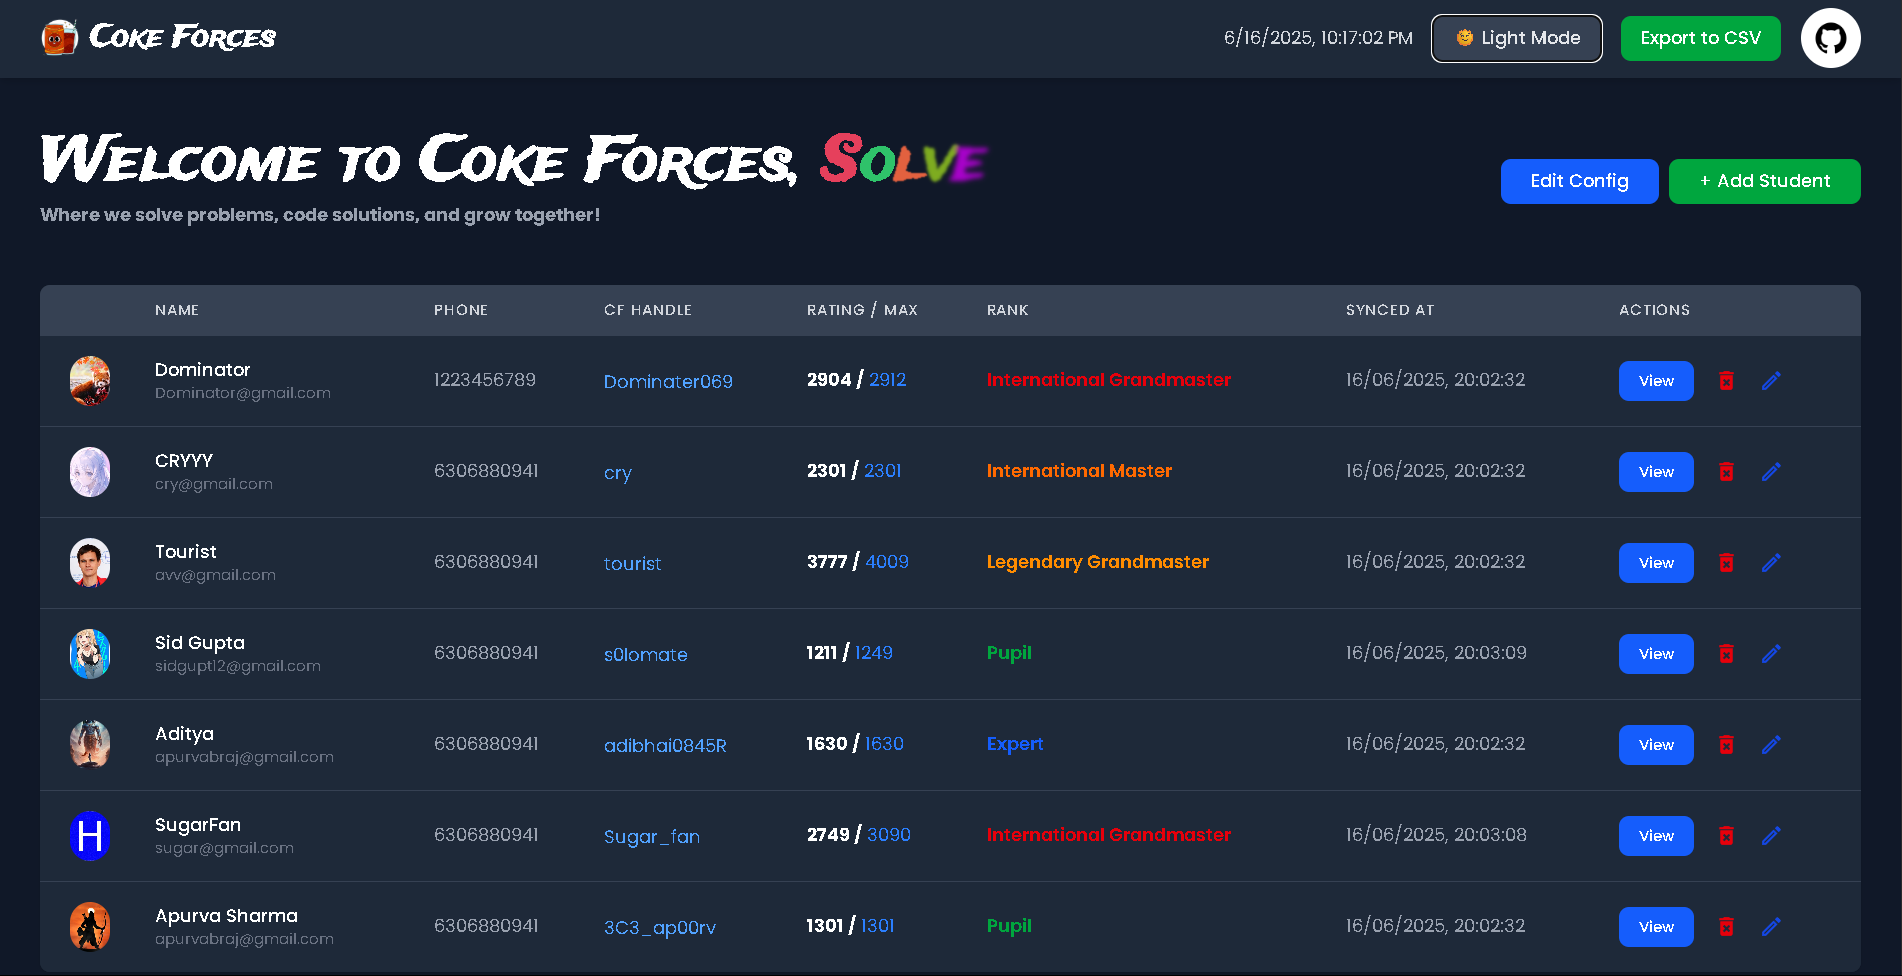 Coke Forces
6/16/2025, 10:17:02 PM
🌞 Light Mode
Export to CSV
Welcome to Coke Forces, Solve
Where we solve problems, code solutions, and grow together!
Edit Config
+ Add Student
NAME PHONE CF HANDLE RATING / MAX RANK SYNCED AT ACTIONS
Dominator
Dominator@gmail.com
1223456789 Dominater069 2904 / 2912 International Grandmaster 16/06/2025, 20:02:32 View
CRYYY
cry@gmail.com
6306880941 cry 2301 / 2301 International Master 16/06/2025, 20:02:32 View
Tourist
avv@gmail.com
6306880941 tourist 3777 / 4009 Legendary Grandmaster 16/06/2025, 20:02:32 View
Sid Gupta
sidgupt12@gmail.com
6306880941 s0lomate 1211 / 1249 Pupil 16/06/2025, 20:03:09 View
Aditya
apurvabraj@gmail.com
6306880941 adibhai0845R 1630 / 1630 Expert 16/06/2025, 20:02:32 View
H
SugarFan
sugar@gmail.com
6306880941 Sugar_fan 2749 / 3090 International Grandmaster 16/06/2025, 20:03:08 View
Apurva Sharma
apurvabraj@gmail.com
6306880941 3C3_ap00rv 1301 / 1301 Pupil 16/06/2025, 20:02:32 View